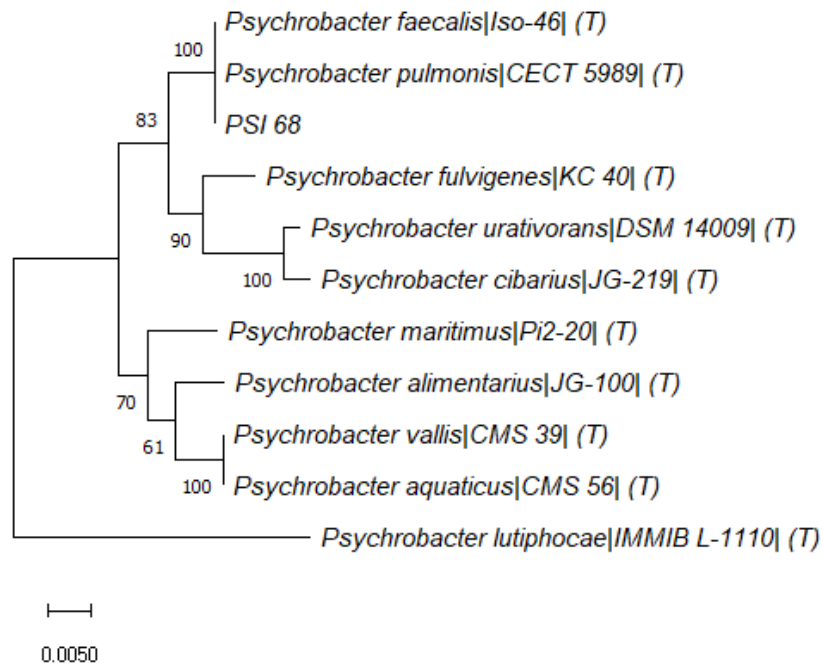 Psychrobacter faecalis|Iso-46| (T)
100
Psychrobacter pulmonis|CECT 5989| (T)
83
PSI 68
Psychrobacter fulvigenes|KC 40| (T)
Psychrobacter urativorans|DSM 14009| (T)
90
100
Psychrobacter cibarius|JG-219| (T)
Psychrobacter maritimus|Pi2-20| (T)
Psychrobacter alimentarius|JG-100| (T)
70
Psychrobacter vallis|CMS 39| (T)
61
100
Psychrobacter aquaticus|CMS 56| (T)
Psychrobacter lutiphocae|IMMIB L-1110| (T)
0.0050